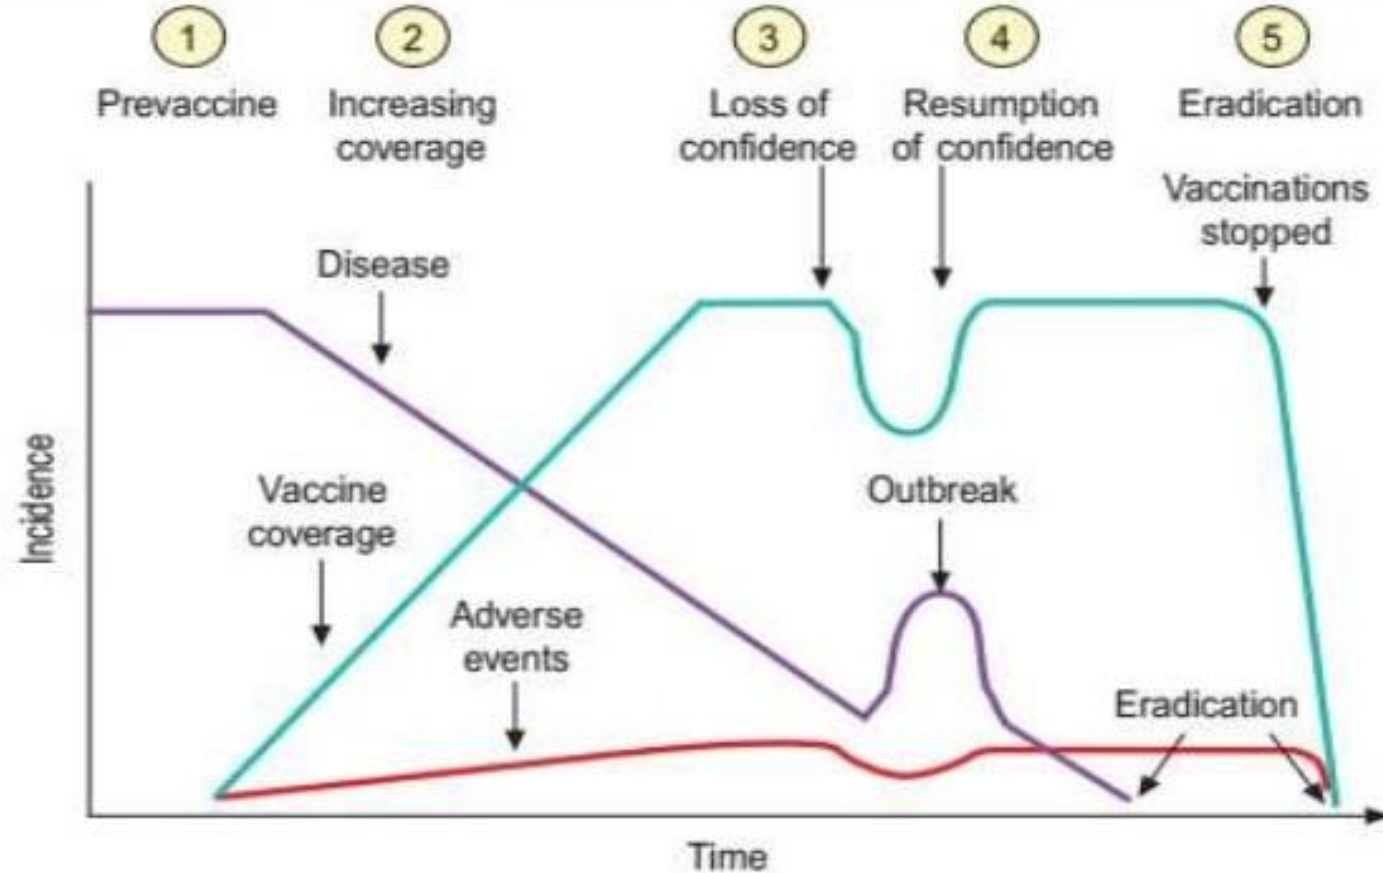 1
2
3
4
5
Prevaccine
Increasing
coverage
Loss of
confidence
Resumption
of confidence
Eradication
Vaccinations
stopped
Disease
Vaccine
coverage
Outbreak
Adverse
events
Eradication
Incidence
Time